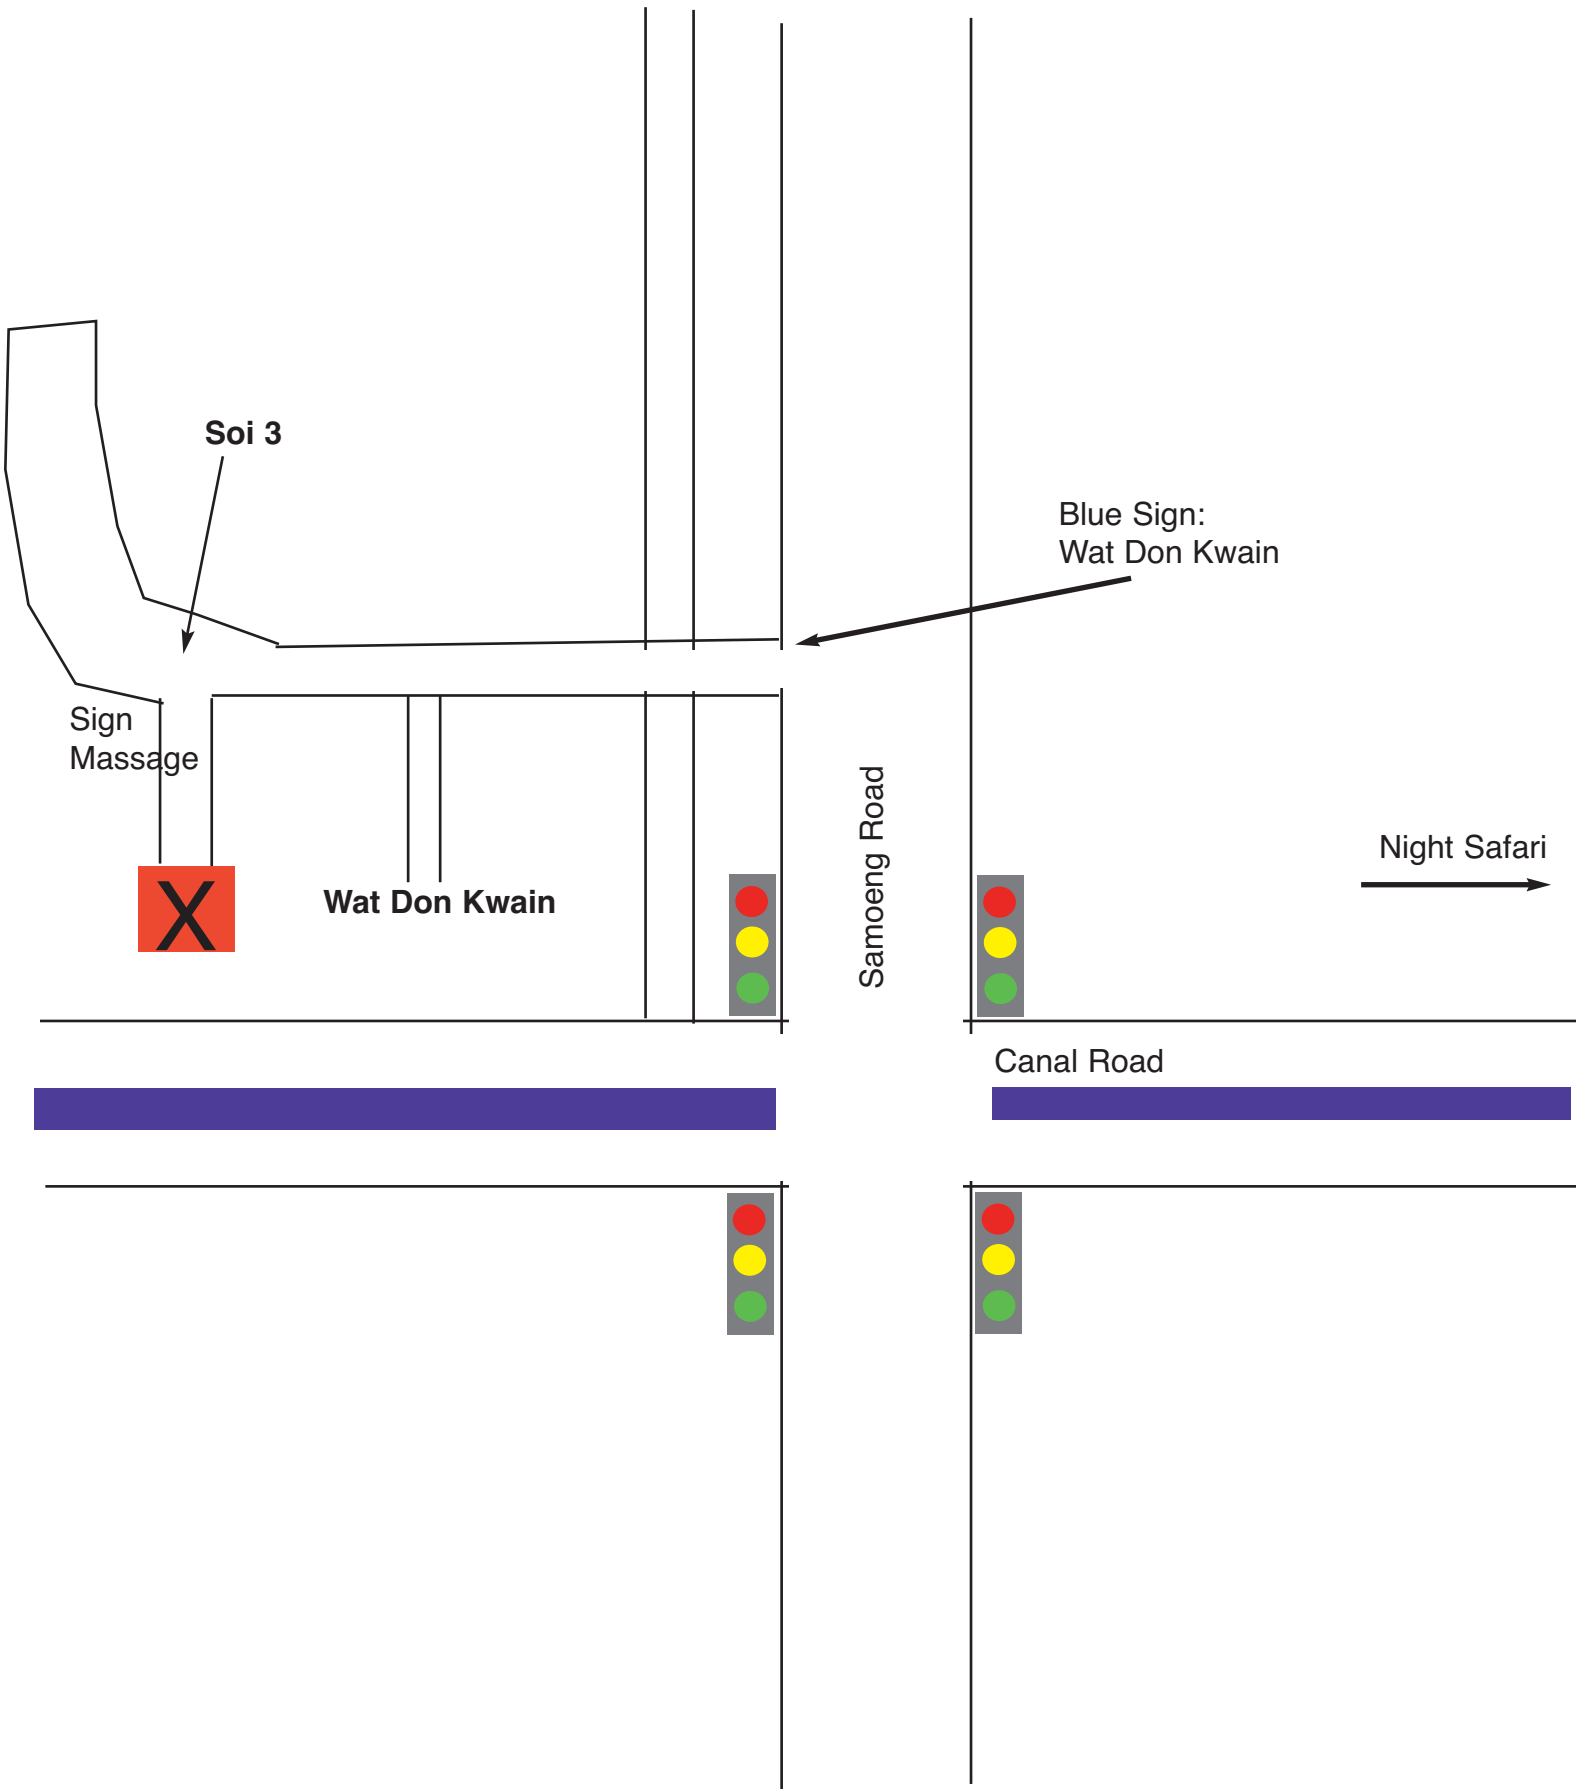 Soi 3
Blue Sign:
Wat Don Kwain
Sign
Massage
Samoeng Road
Night Safari
X
Wat Don Kwain
Canal Road